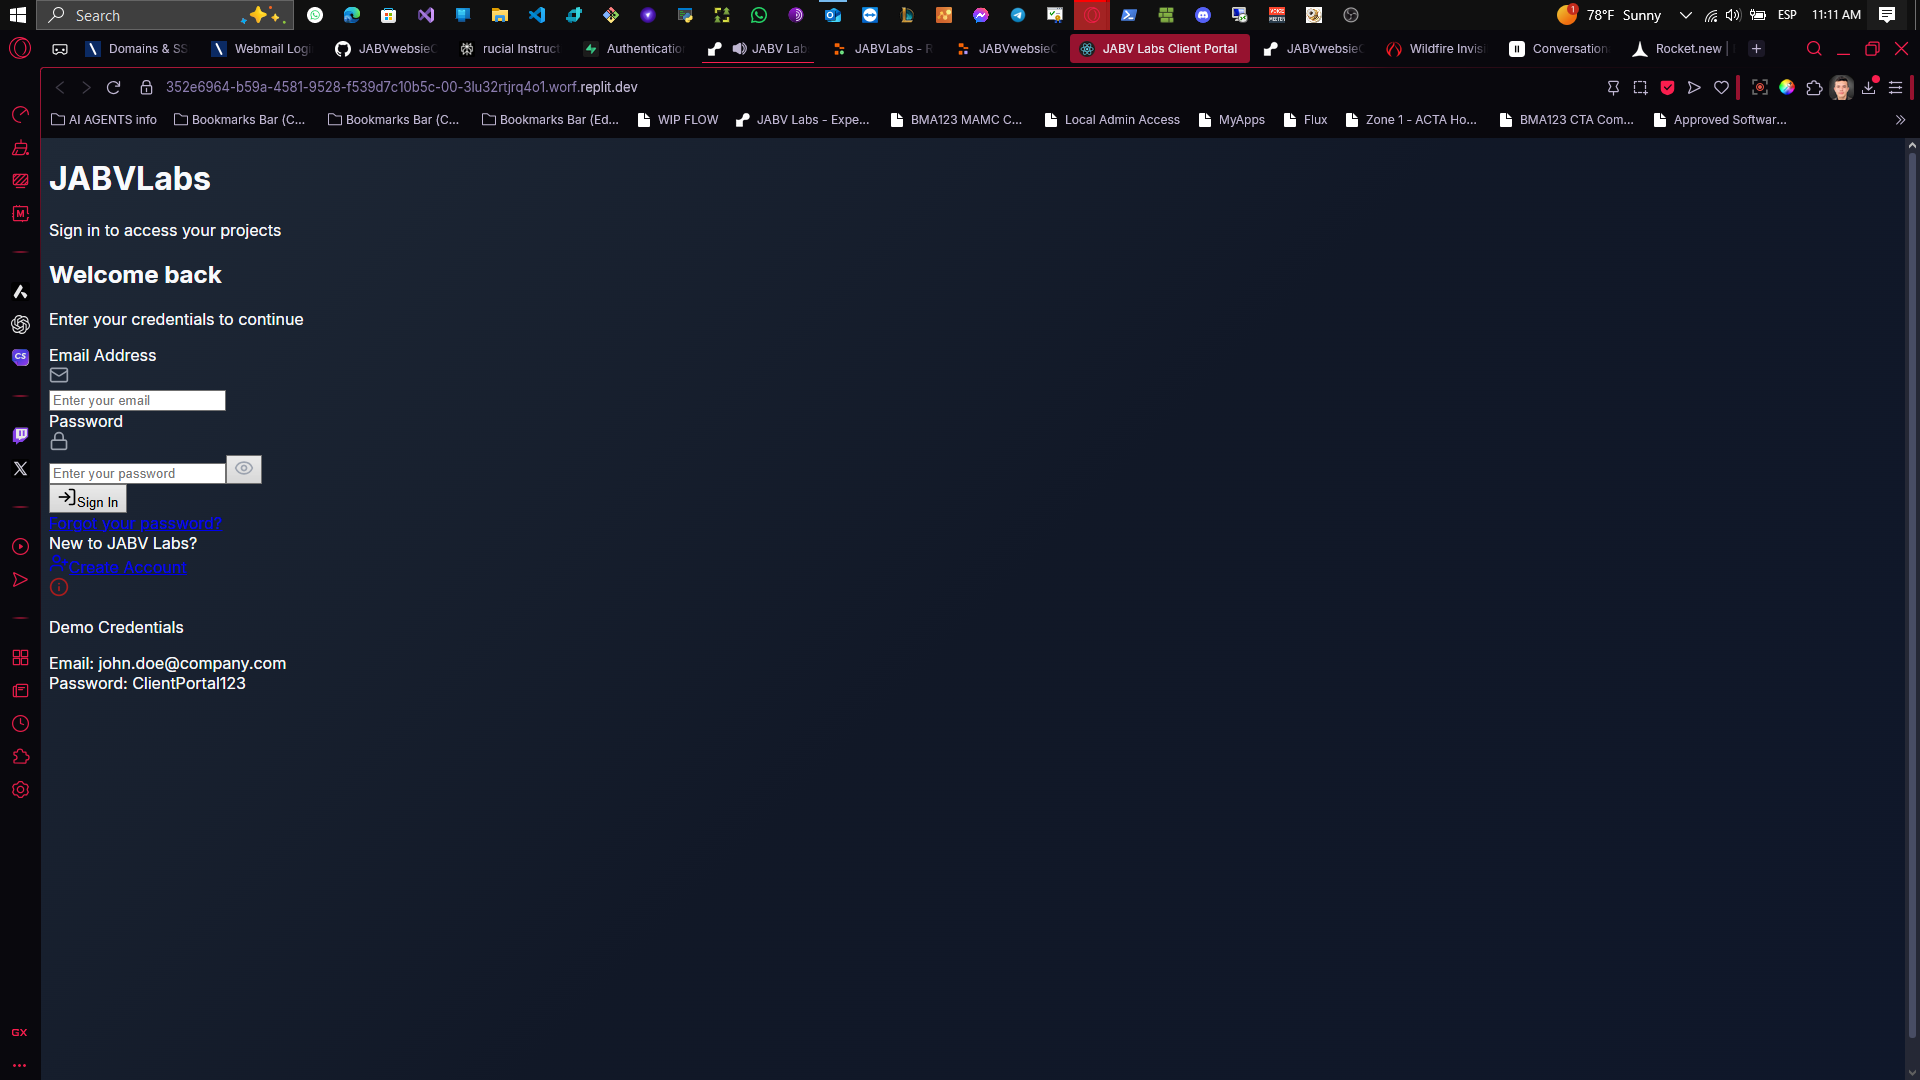 Search
78°F Sunny
ESP
11:11 AM
Domains & SS
Webmail Logi
JABVwebsieC
rucial Instruct
Authenticatio
JABV Lab
JABVLabs - R
JABVwebsieC
JABV Labs Client Portal
JABVwebsieC
Wildfire Invisi
Conversation
Rocket.new |
352e6964-b59a-4581-9528-f539d7c10b5c-00-3lu32rtjrq4o1.worf.replit.dev
AI AGENTS info
Bookmarks Bar (C...
Bookmarks Bar (C...
Bookmarks Bar (Ed...
WIP FLOW
JABV Labs - Expe...
BMA123 MAMC C...
Local Admin Access
MyApps
Flux
Zone 1 - ACTA Ho...
BMA123 CTA Com...
Approved Softwar...
JABVLabs
Sign in to access your projects
Welcome back
Enter your credentials to continue
Email Address
Enter your email
Password
Enter your password
Sign In
Forgot your password?
New to JABV Labs?
Create Account
Demo Credentials
Email: john.doe@company.com
Password: ClientPortal123
GX